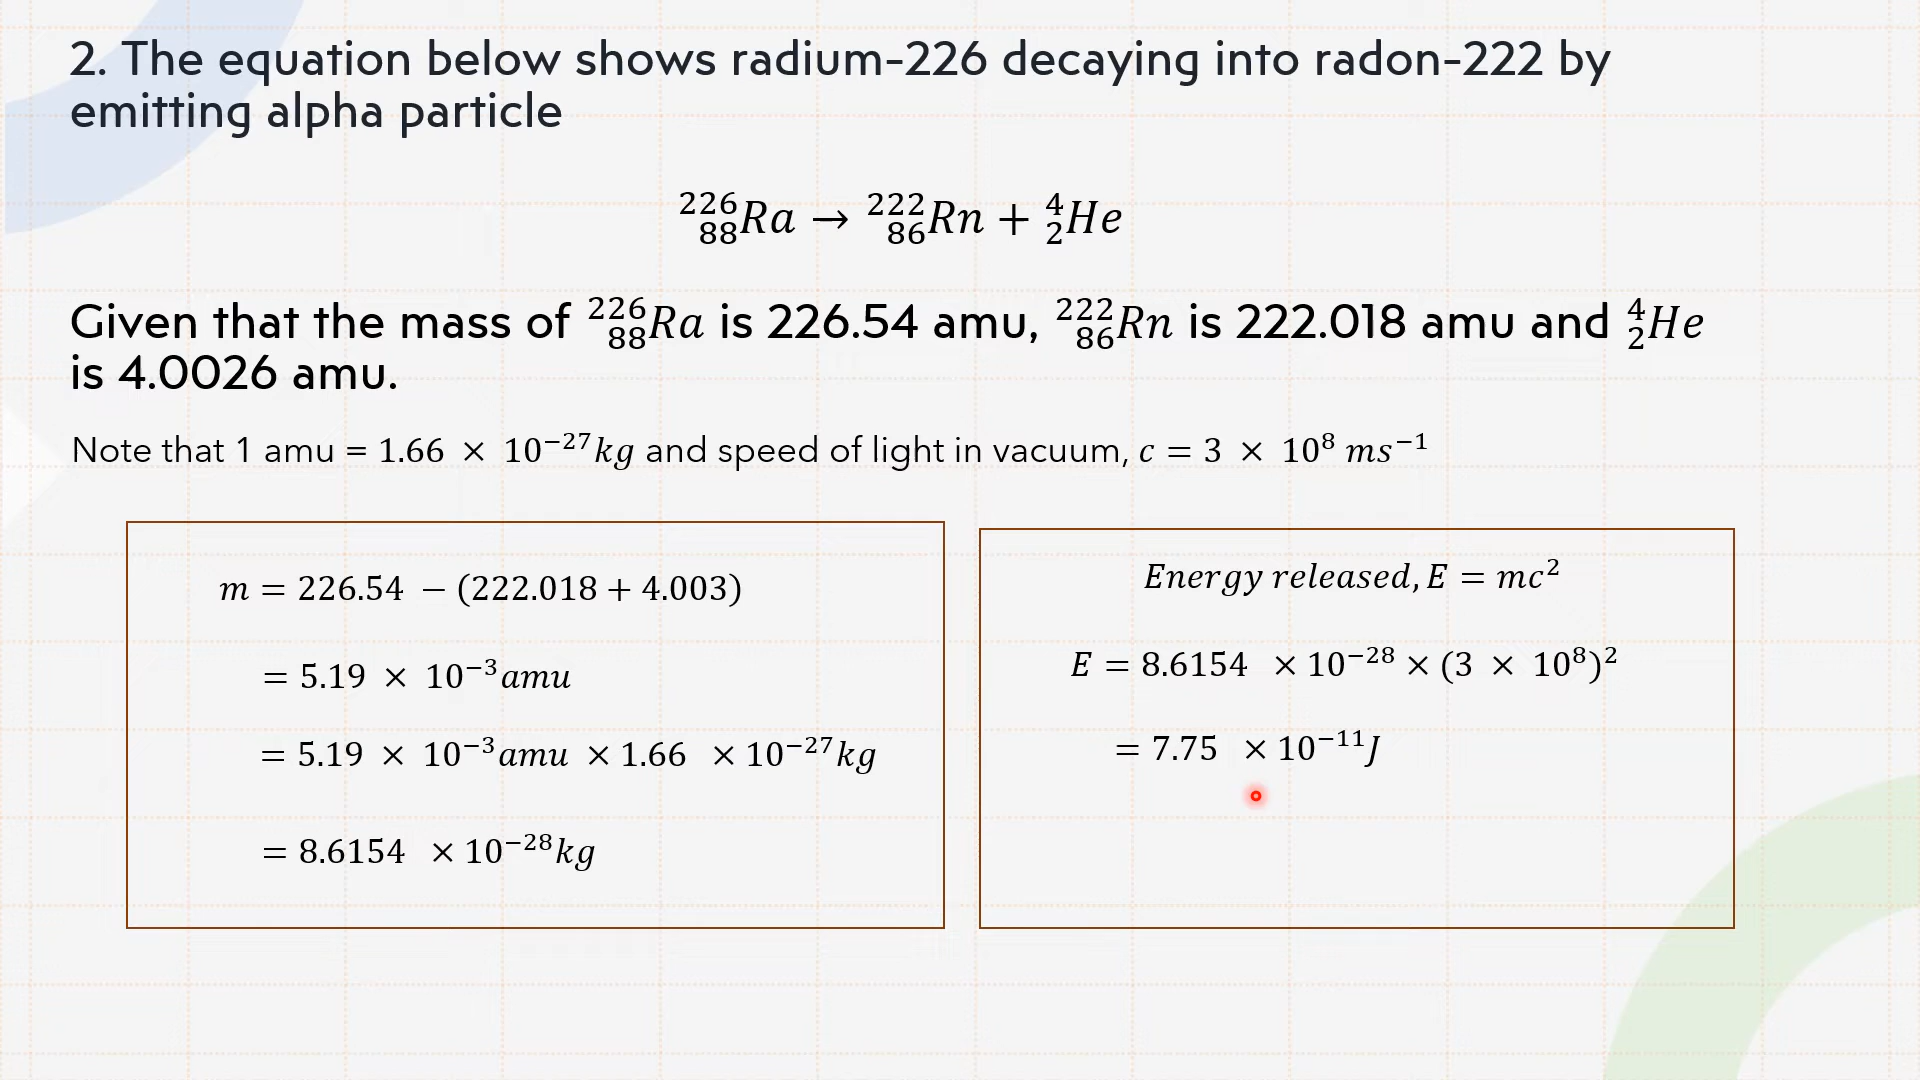 2. The equation below shows radium-226 decaying into radon-222 by
emitting alpha particle
²²⁶₈₈Ra → ²²²₈₆Rn + ⁴₂He
Given that the mass of ²²⁶₈₈Ra is 226.54 amu, ²²²₈₆Rn is 222.018 amu and ⁴₂He
is 4.0026 amu.
Note that 1 amu = 1.66 × 10⁻²⁷kg and speed of light in vacuum, c = 3 × 10⁸ ms⁻¹
m = 226.54 − (222.018 + 4.003)
= 5.19 × 10⁻³amu
= 5.19 × 10⁻³amu × 1.66 × 10⁻²⁷kg
= 8.6154 × 10⁻²⁸kg
Energy released, E = mc²
E = 8.6154 × 10⁻²⁸ × (3 × 10⁸)²
= 7.75 × 10⁻¹¹J